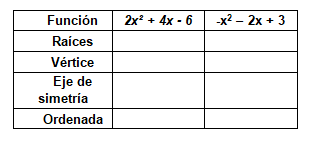 Función 2x² + 4x - 6 -x² – 2x + 3
Raíces
Vértice
Eje de
simetría
Ordenada